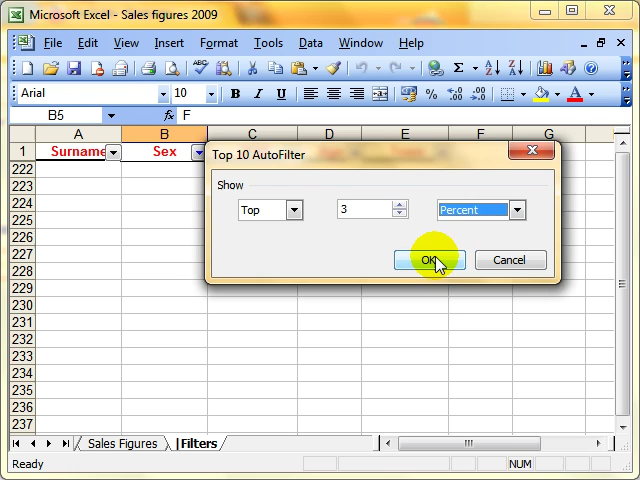 Microsoft Excel - Sales figures 2009
File Edit View Insert Format Tools Data Window Help
Arial 10 B I U
B5 F
A B C D E F G
1 Surname Sex
Top 10 AutoFilter
Show
Top 3 Percent
OK Cancel
222
223
224
225
226
227
228
229
230
231
232
233
234
235
236
237
Sales Figures Filters
Ready NUM